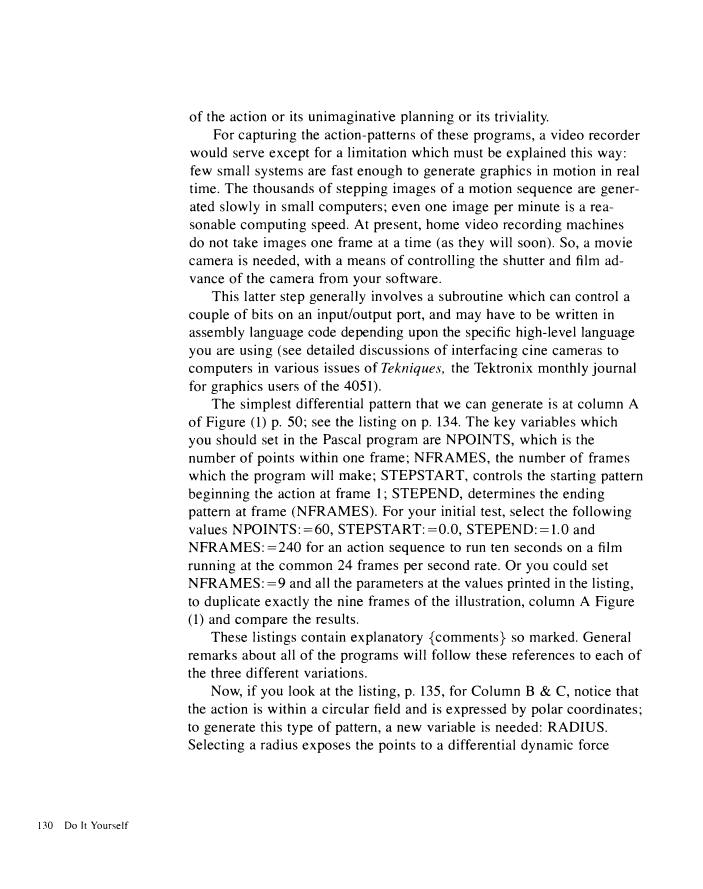 of the action or its unimaginative planning or its triviality.
For capturing the action-patterns of these programs, a video recorder
would serve except for a limitation which must be explained this way:
few small systems are fast enough to generate graphics in motion in real
time. The thousands of stepping images of a motion sequence are gener-
ated slowly in small computers; even one image per minute is a rea-
sonable computing speed. At present, home video recording machines
do not take images one frame at a time (as they will soon). So, a movie
camera is needed, with a means of controlling the shutter and film ad-
vance of the camera from your software.
This latter step generally involves a subroutine which can control a
couple of bits on an input/output port, and may have to be written in
assembly language code depending upon the specific high-level language
you are using (see detailed discussions of interfacing cine cameras to
computers in various issues of Tekniques, the Tektronix monthly journal
for graphics users of the 4051).
The simplest differential pattern that we can generate is at column A
of Figure (1) p. 50; see the listing on p. 134. The key variables which
you should set in the Pascal program are NPOINTS, which is the
number of points within one frame; NFRAMES, the number of frames
which the program will make; STEPSTART, controls the starting pattern
beginning the action at frame 1; STEPEND, determines the ending
pattern at frame (NFRAMES). For your initial test, select the following
values NPOINTS:=60, STEPSTART:=0.0, STEPEND:=1.0 and
NFRAMES:=240 for an action sequence to run ten seconds on a film
running at the common 24 frames per second rate. Or you could set
NFRAMES:=9 and all the parameters at the values printed in the listing,
to duplicate exactly the nine frames of the illustration, column A Figure
(1) and compare the results.
These listings contain explanatory {comments} so marked. General
remarks about all of the programs will follow these references to each of
the three different variations.
Now, if you look at the listing, p. 135, for Column B & C, notice that
the action is within a circular field and is expressed by polar coordinates;
to generate this type of pattern, a new variable is needed: RADIUS.
Selecting a radius exposes the points to a differential dynamic force
130 Do It Yourself